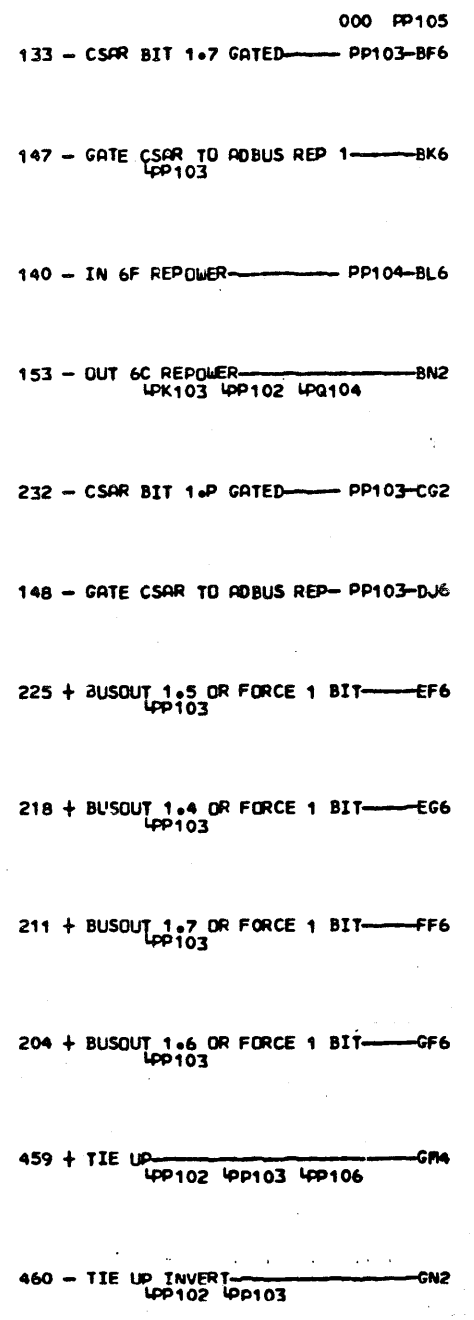 000 PP105
133 - CSAR BIT 1.7 GATED—— PP103-BF6
147 - GATE CSAR TO ADBUS REP 1——BK6
└PP103
140 - IN 6F REPOWER—— PP104-BL6
153 - OUT 6C REPOWER——BN2
└PK103 └PP102 └PQ104
232 - CSAR BIT 1.P GATED—— PP103-CG2
148 - GATE CSAR TO ADBUS REP- PP103-DJ6
225 + BUSOUT 1.5 OR FORCE 1 BIT——EF6
└PP103
218 + BUSOUT 1.4 OR FORCE 1 BIT——EG6
└PP103
211 + BUSOUT 1.7 OR FORCE 1 BIT——FF6
└PP103
204 + BUSOUT 1.6 OR FORCE 1 BIT——GF6
└PP103
459 + TIE UP——GM4
└PP102 └PP103 └PP106
460 - TIE UP INVERT——GN2
└PP102 └PP103